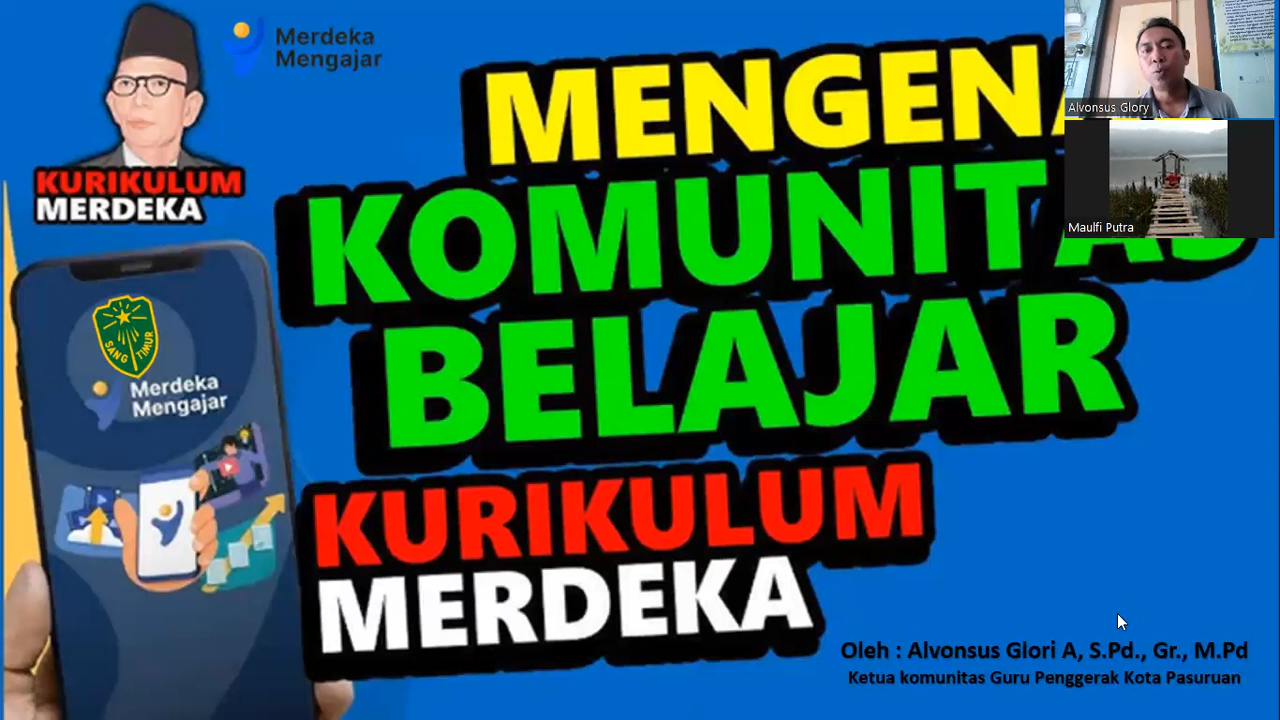 Merdeka
Mengajar
KURIKULUM
MERDEKA
MENGENA
KOMUNITAS
BELAJAR
KURIKULUM
MERDEKA
SANG TIMUR
Merdeka
Mengajar
Oleh : Alvonsus Glori A, S.Pd., Gr., M.Pd
Ketua komunitas Guru Penggerak Kota Pasuruan
Alvonsus Glory
Maulfi Putra